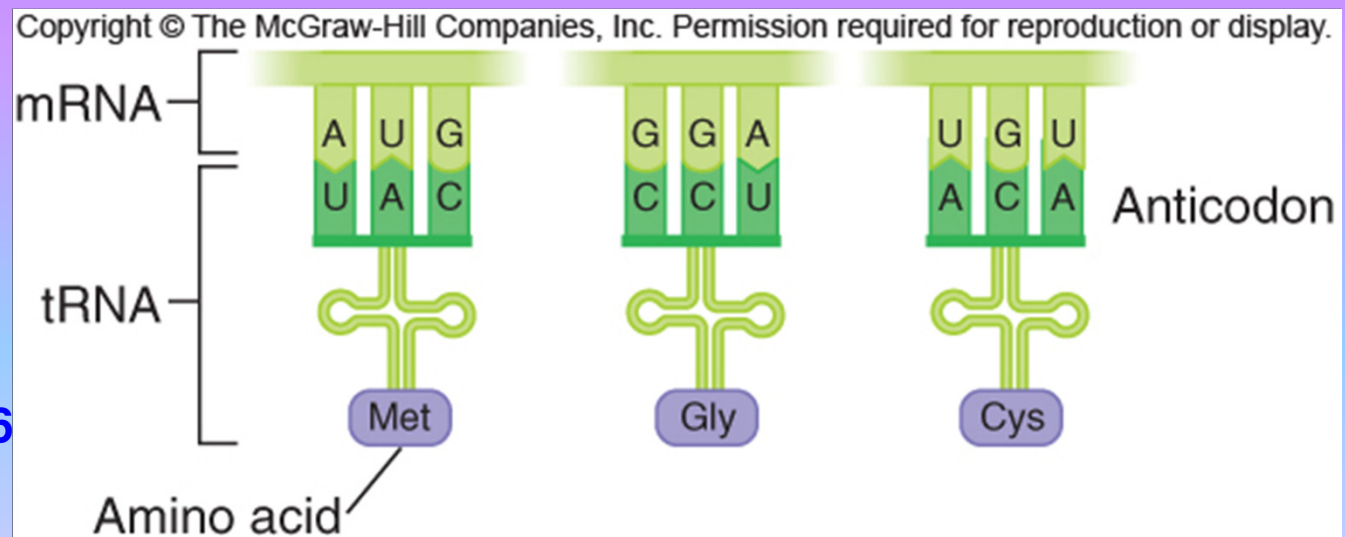 Copyright © The McGraw-Hill Companies, Inc. Permission required for reproduction or display.
mRNA
A U G
G G A
U G U
U A C
C C U
A C A
Anticodon
tRNA
Met
Gly
Cys
6
Amino acid